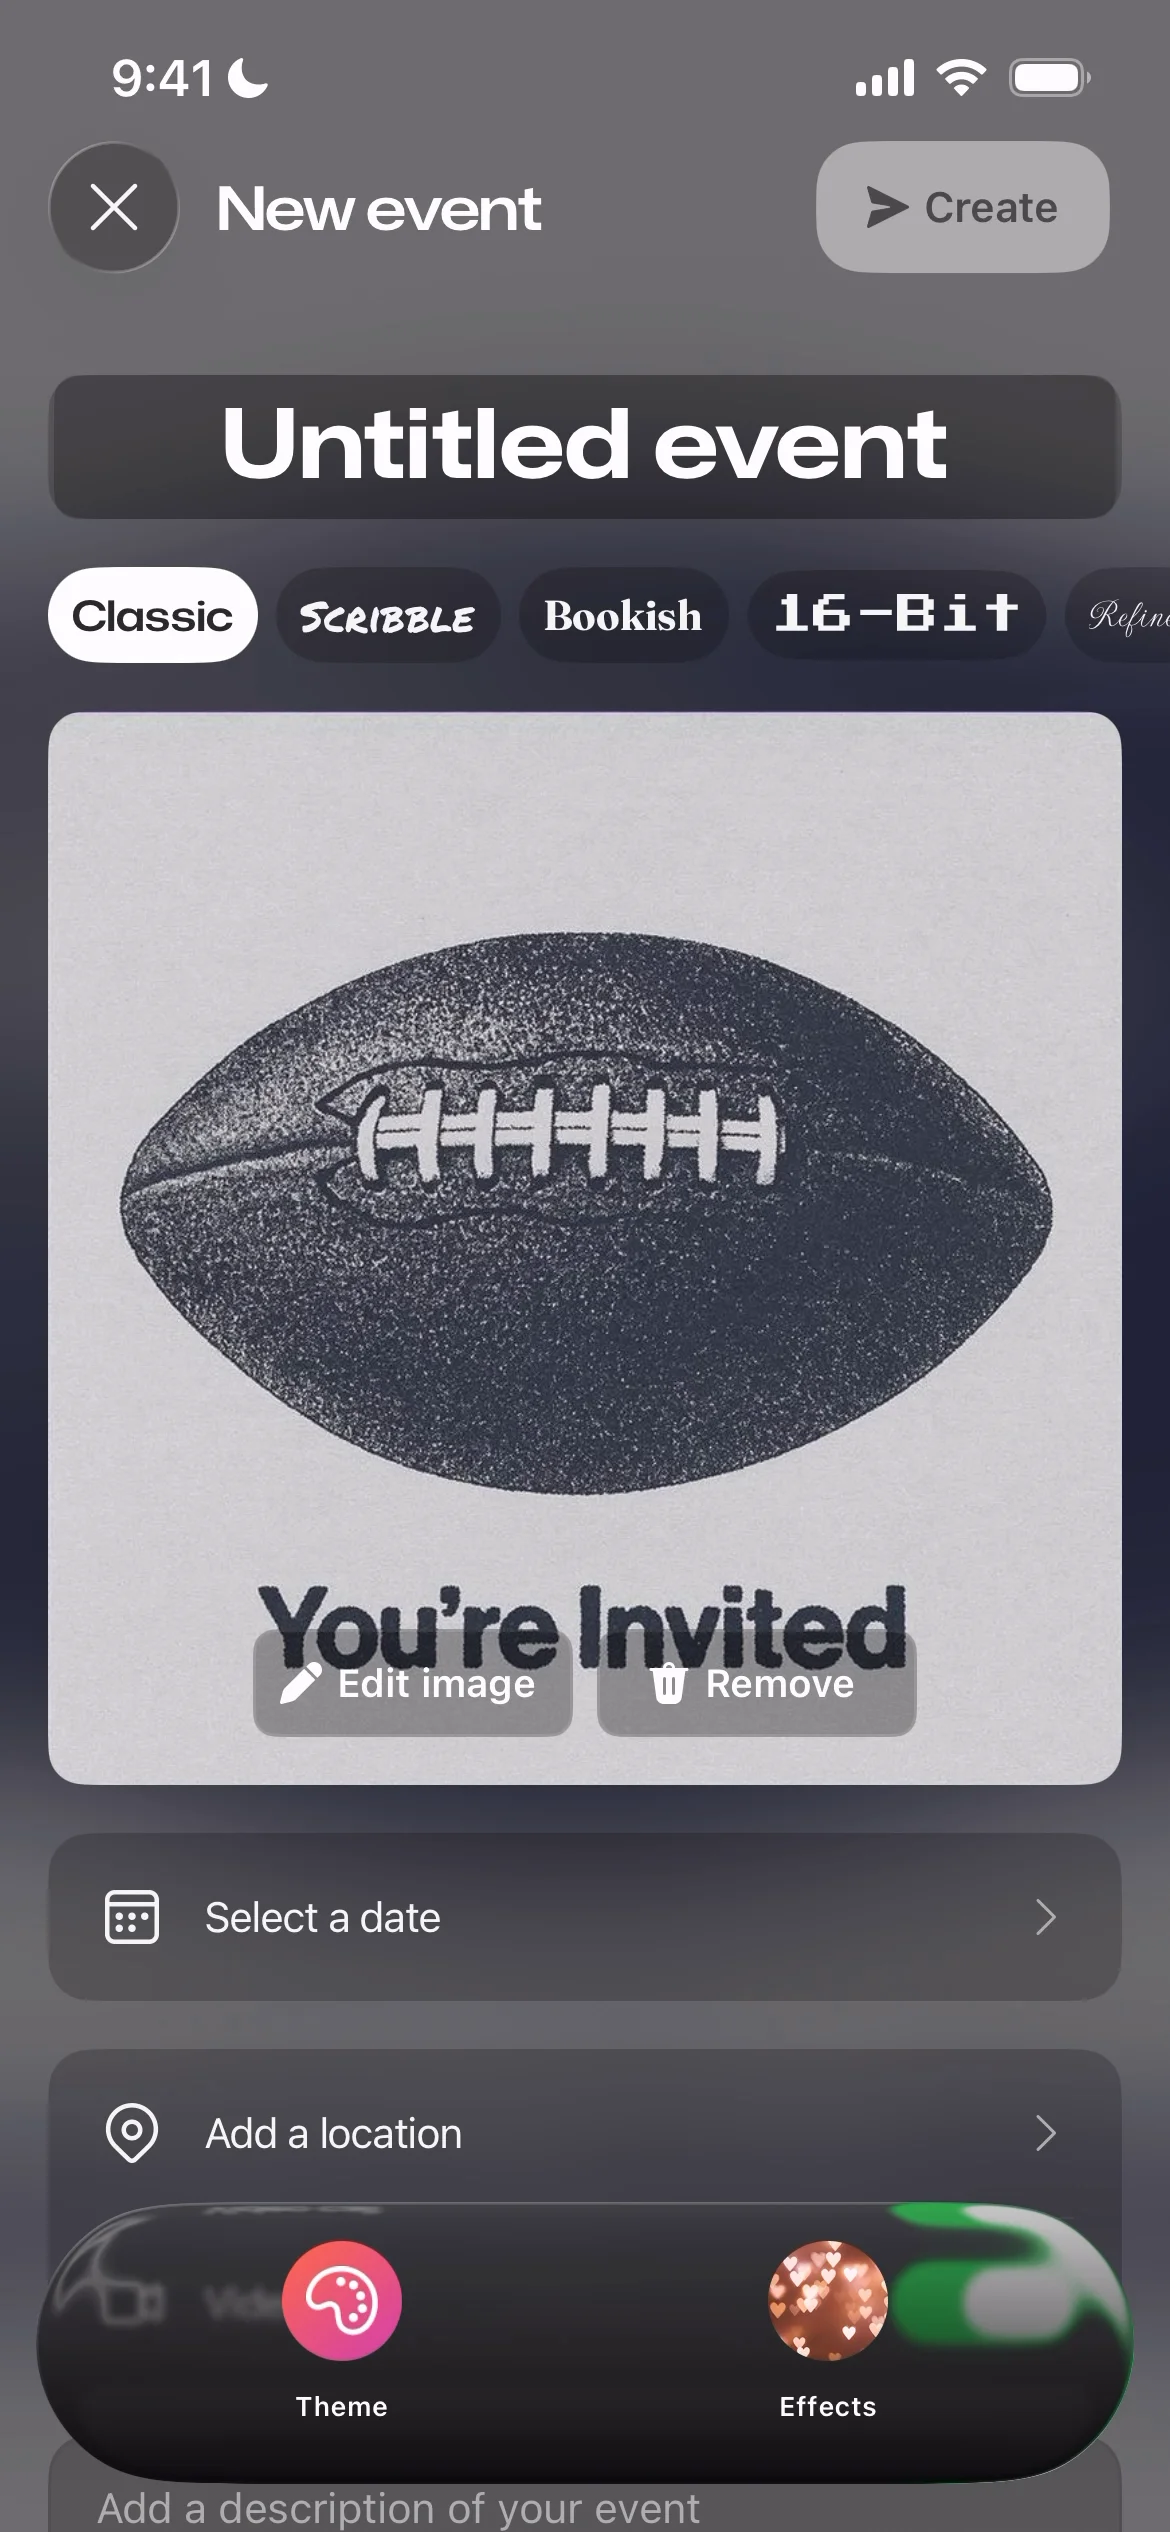 9:41
New event
Create
Untitled event
Classic
Scribble
Bookish
16-Bit
You're Invited
Edit image
Remove
Select a date
Add a location
Theme
Effects
Add a description of your event